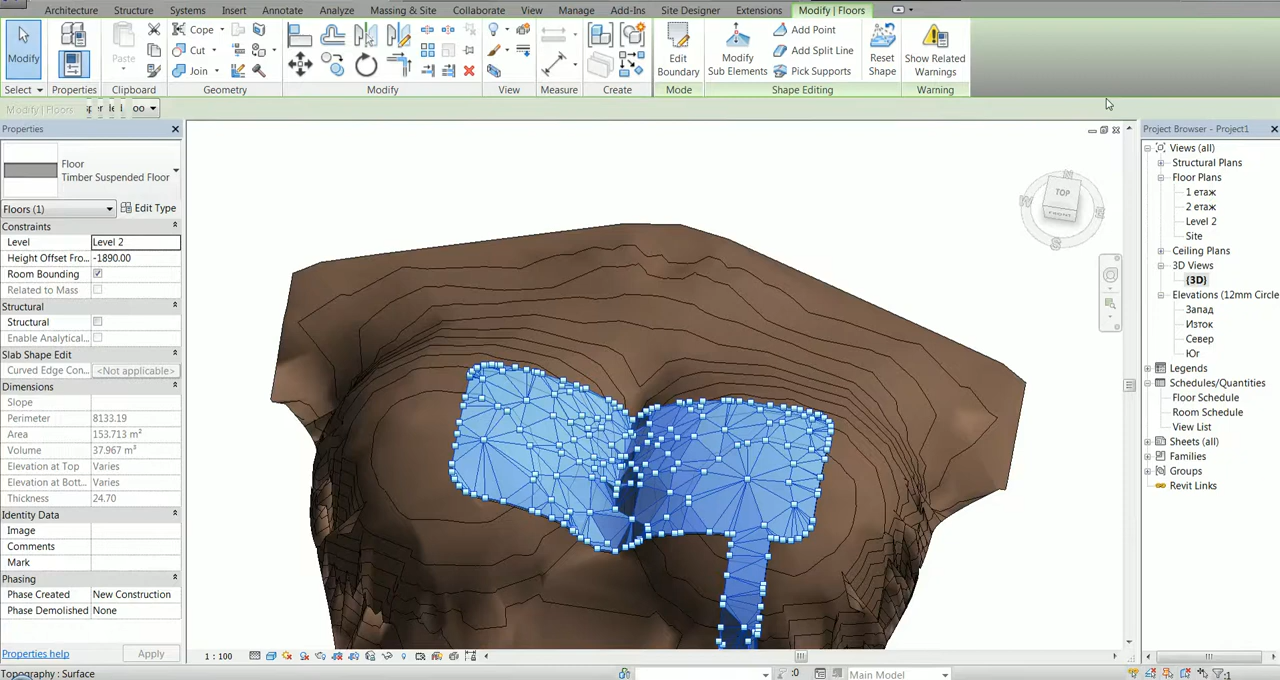 Architecture Structure Systems Insert Annotate Analyze Massing & Site Collaborate View Manage Add-Ins Site Designer Extensions Modify | Floors
Modify
Paste
Cope
Cut
Join
Edit
Boundary
Modify
Sub Elements
Add Point
Add Split Line
Pick Supports
Reset
Shape
Show Related
Warnings
Select Properties Clipboard Geometry Modify View Measure Create Mode Shape Editing Warning
Modify | Floors
Properties
Floor
Timber Suspended Floor
Floors (1) Edit Type
Constraints
Level Level 2
Height Offset Fro... -1890.00
Room Bounding
Related to Mass
Structural
Structural
Enable Analytical...
Slab Shape Edit
Curved Edge Con... <Not applicable>
Dimensions
Slope
Perimeter 8133.19
Area 153.713 m²
Volume 37.967 m³
Elevation at Top Varies
Elevation at Bott... Varies
Thickness 24.70
Identity Data
Image
Comments
Mark
Phasing
Phase Created New Construction
Phase Demolished None
Properties help Apply
TOP
N
W
E
S
1 : 100
Topography : Surface
:0
Main Model
:1
Project Browser - Project1
Views (all)
Structural Plans
Floor Plans
1 етаж
2 етаж
Level 2
Site
Ceiling Plans
3D Views
{3D}
Elevations (12mm Circle
Запад
Изток
Север
Юг
Legends
Schedules/Quantities
Floor Schedule
Room Schedule
View List
Sheets (all)
Families
Groups
Revit Links